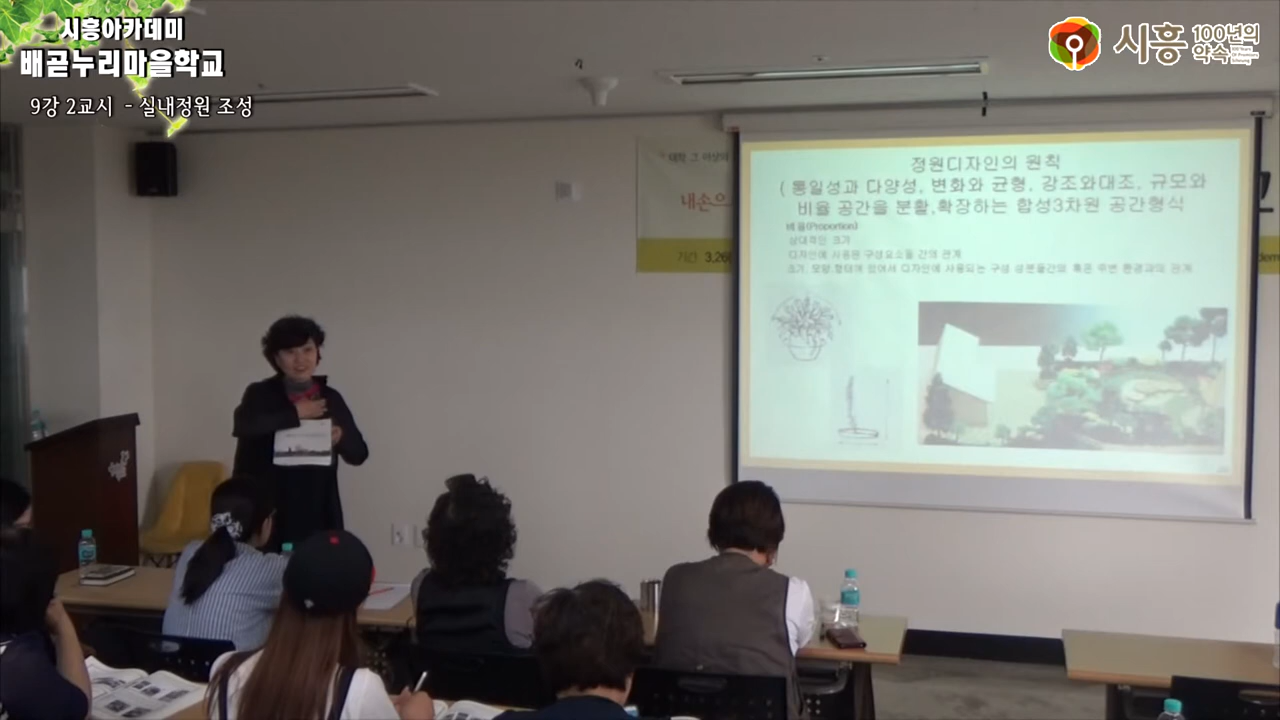 시흥아카데미
배곧누리마을학교
9강 2교시 - 실내정원 조성
시흥 100년의 약속
내손으
기간 3.26
정원디자인의 원칙
( 통일성과 다양성, 변화와 균형, 강조와대조, 규모와
비율 공간을 분할,확장하는 합성3차원 공간형식
비율(Proportion)
상대적인 크기
디자인에 사용된 구성요소들 간의 관계
크기, 모양,형태에 있어서 디자인에 사용되는 구성 성분들간의 혹은 주변 환경과의 관계